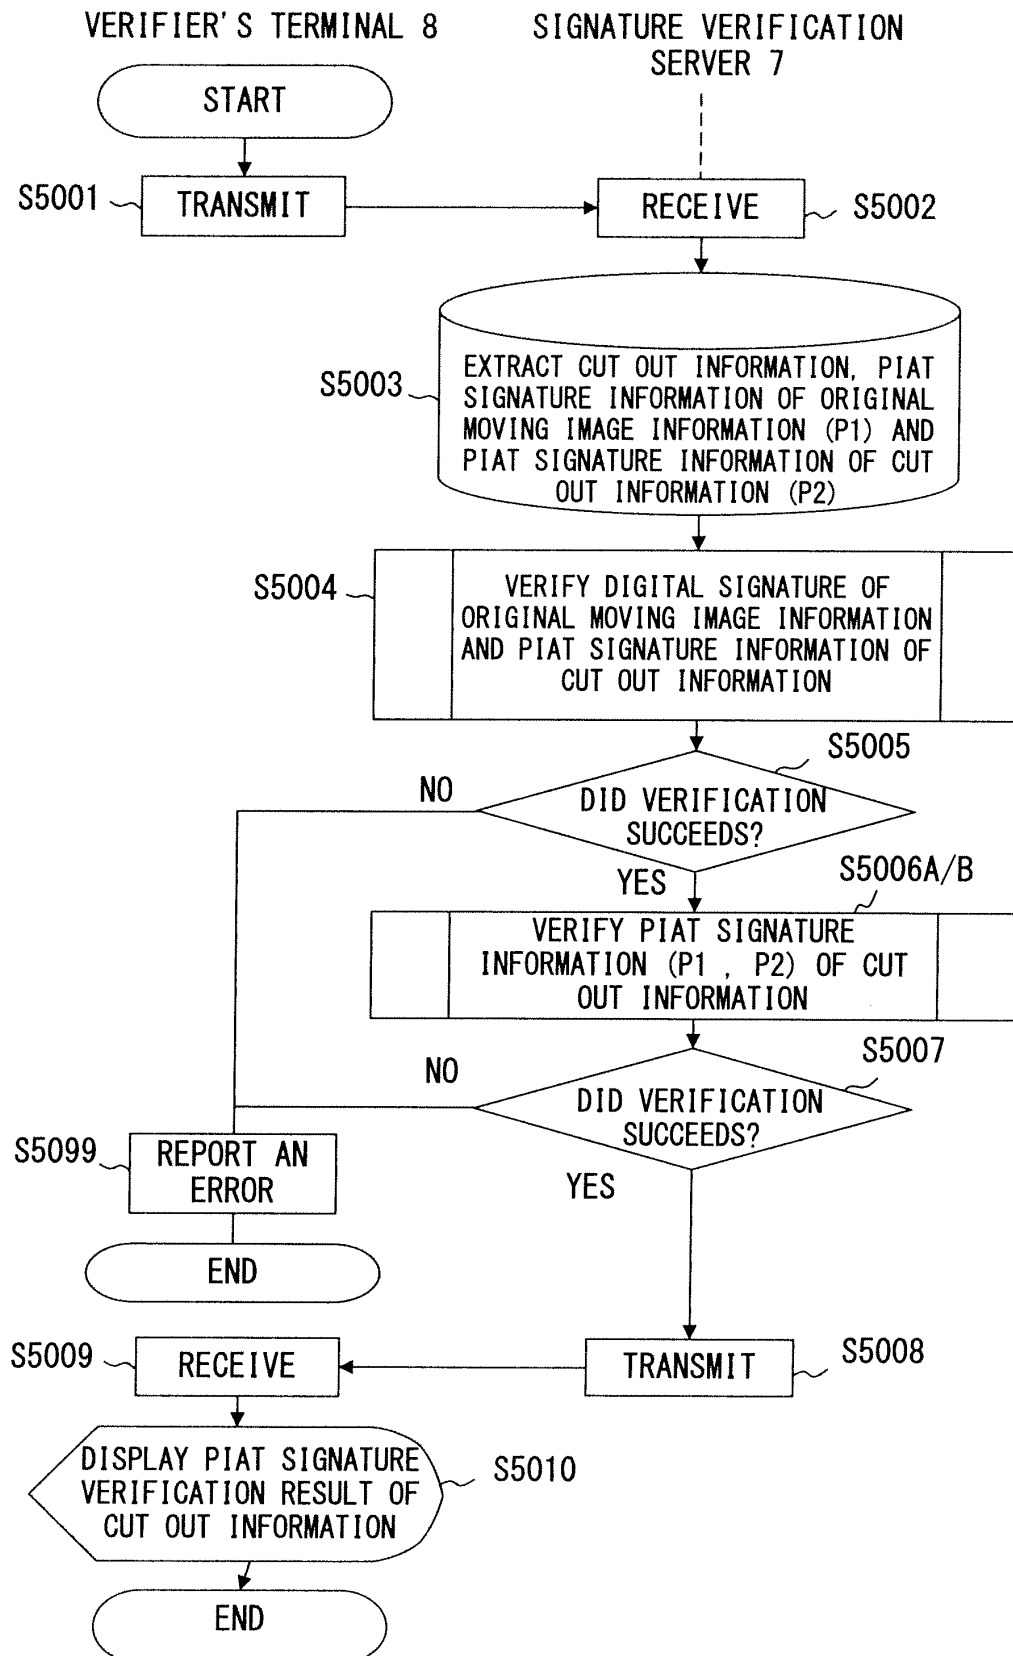 VERIFIER'S TERMINAL 8
SIGNATURE VERIFICATION
SERVER 7
START
S5001
TRANSMIT
RECEIVE
S5002
S5003
EXTRACT CUT OUT INFORMATION, PIAT
SIGNATURE INFORMATION OF ORIGINAL
MOVING IMAGE INFORMATION (P1) AND
PIAT SIGNATURE INFORMATION OF CUT
OUT INFORMATION (P2)
S5004
VERIFY DIGITAL SIGNATURE OF
ORIGINAL MOVING IMAGE INFORMATION
AND PIAT SIGNATURE INFORMATION OF
CUT OUT INFORMATION
S5005
NO
DID VERIFICATION
SUCCEEDS?
YES
S5006A/B
VERIFY PIAT SIGNATURE
INFORMATION (P1 , P2) OF CUT
OUT INFORMATION
S5007
NO
DID VERIFICATION
SUCCEEDS?
YES
S5099
REPORT AN
ERROR
END
S5009
RECEIVE
TRANSMIT
S5008
DISPLAY PIAT SIGNATURE
VERIFICATION RESULT OF
CUT OUT INFORMATION
S5010
END